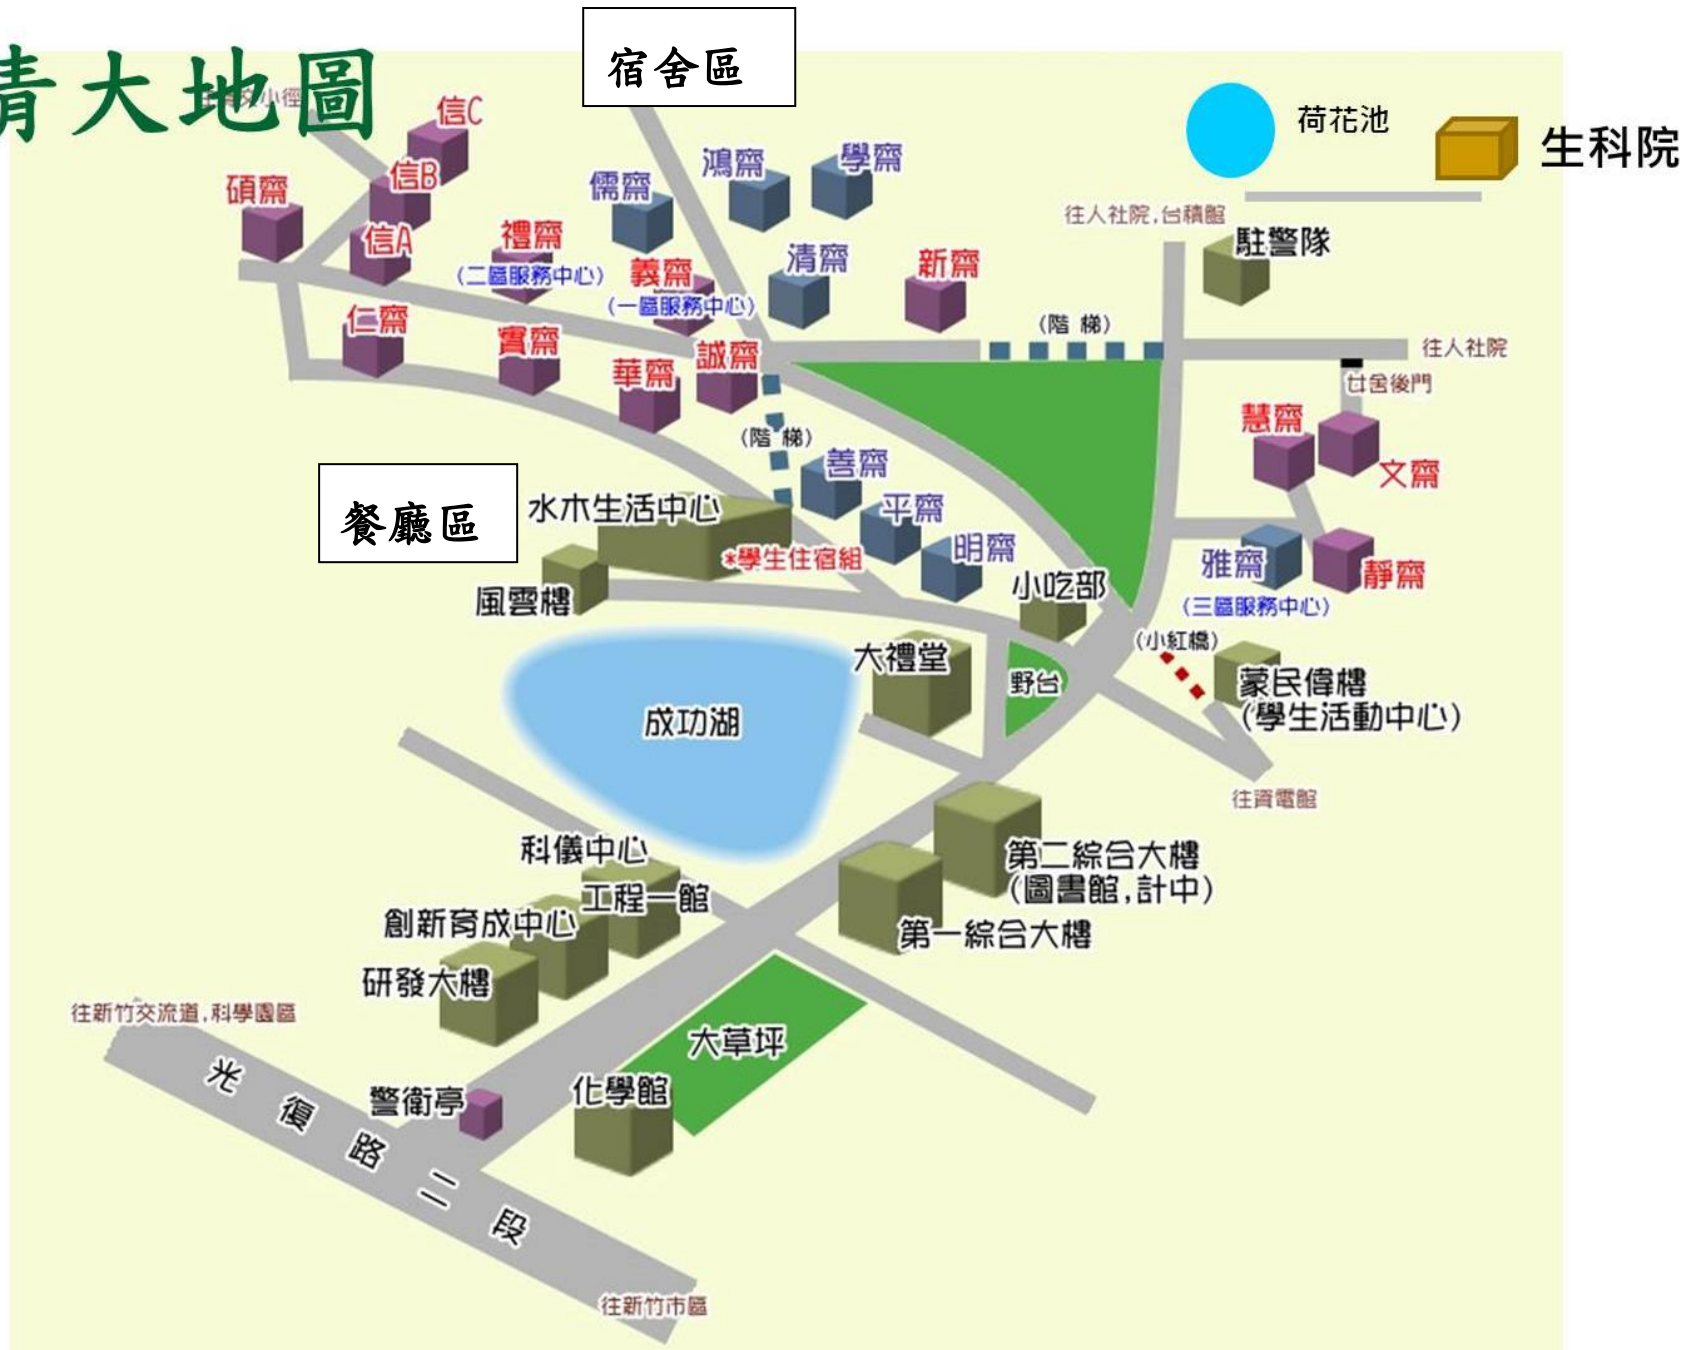 清大地圖
宿舍區
荷花池
生科院
信C
信B
信A
碩齋
禮齋
(二區服務中心)
儒齋
鴻齋
學齋
義齋
(一區服務中心)
清齋
新齋
往人社院,台積館
駐警隊
仁齋
實齋
華齋
誠齋
(階 梯)
往人社院
(階 梯)
慧齋
文齋
善齋
平齋
明齋
餐廳區
水木生活中心
*學生住宿組
風雲樓
小吃部
雅齋
靜齋
(三區服務中心)
(小紅橋)
大禮堂
野台
蒙民偉樓
(學生活動中心)
成功湖
往資電館
科儀中心
工程一館
第二綜合大樓
(圖書館,計中)
創新育成中心
第一綜合大樓
研發大樓
往新竹交流道,科學園區
大草坪
警衛亭
化學館
光復路二段
往新竹市區